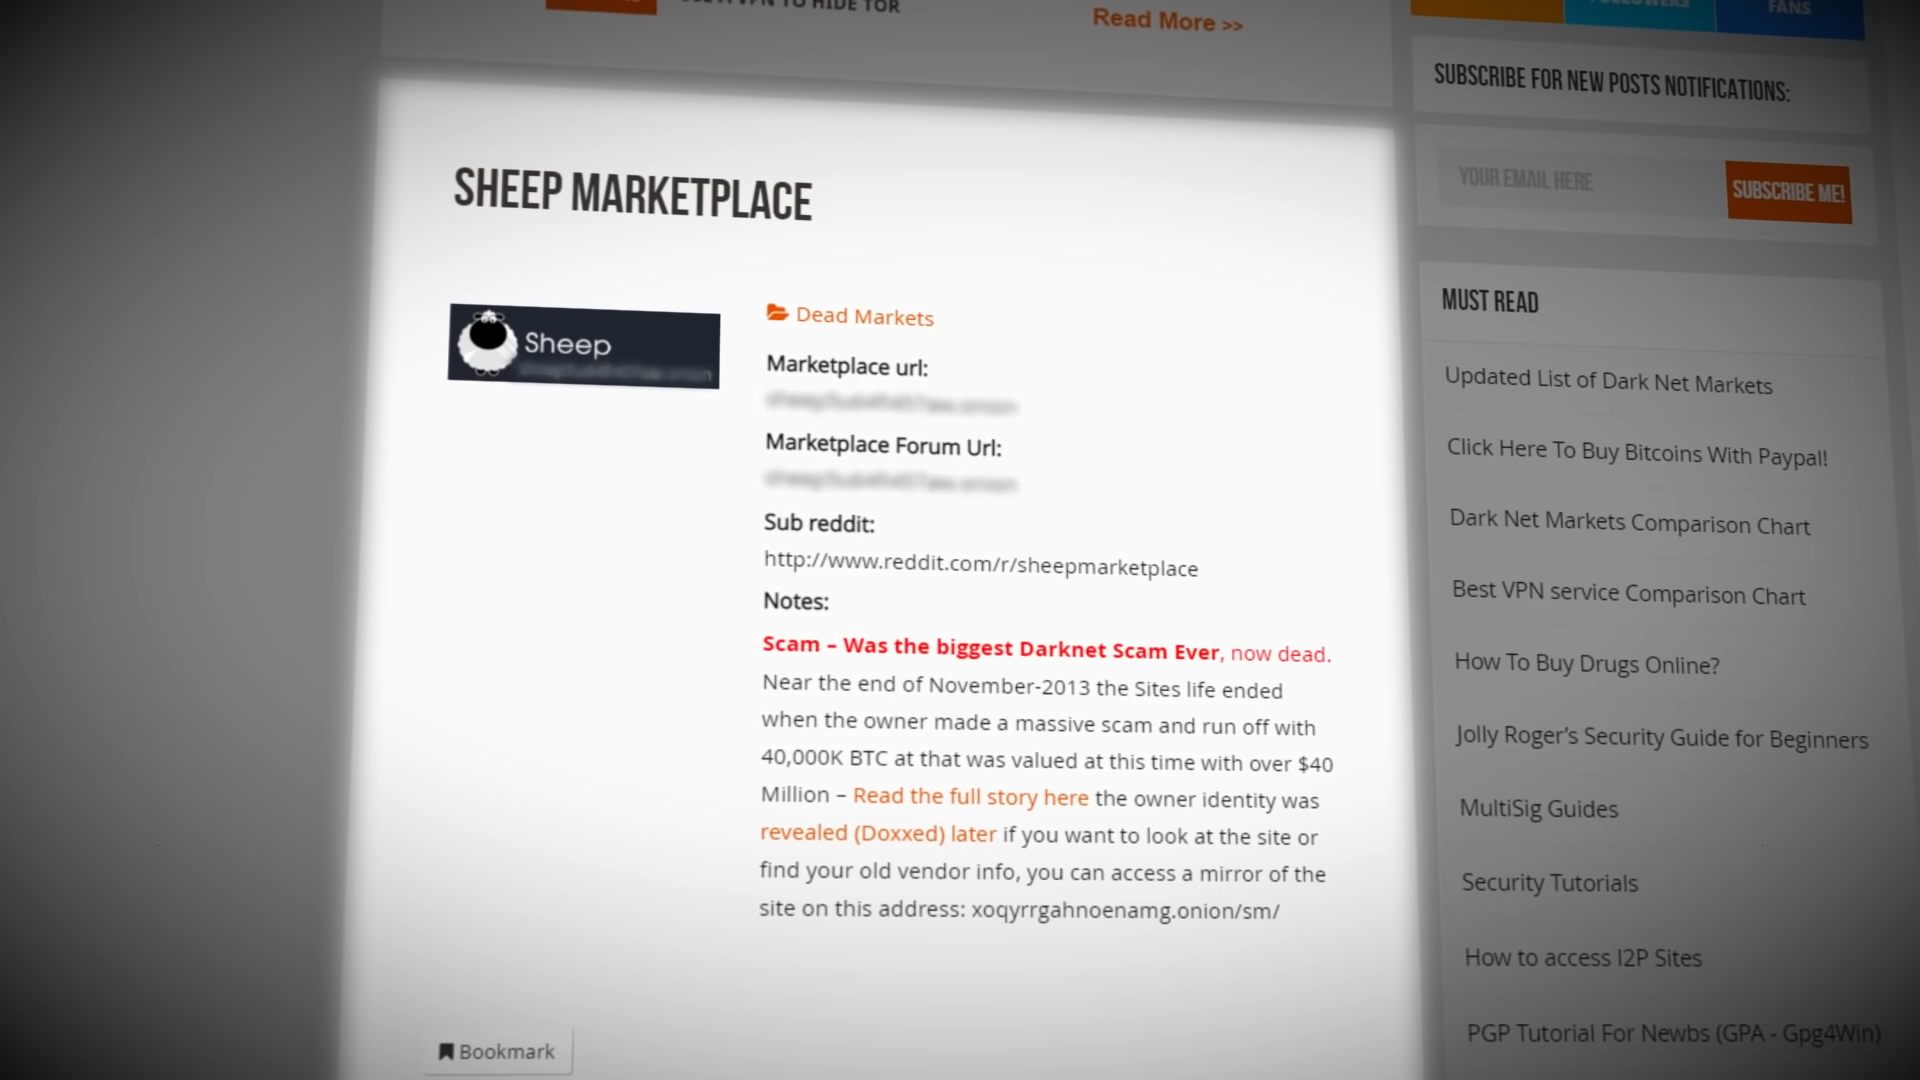 USE A VPN TO HIDE TOR
Read More >>
FOLLOWERS
FANS
SHEEP MARKETPLACE
Sheep
Dead Markets
Marketplace url:
Marketplace Forum Url:
Sub reddit:
http://www.reddit.com/r/sheepmarketplace
Notes:
Scam – Was the biggest Darknet Scam Ever, now dead.
Near the end of November-2013 the Sites life ended
when the owner made a massive scam and run off with
40,000K BTC at that was valued at this time with over $40
Million – Read the full story here the owner identity was
revealed (Doxxed) later if you want to look at the site or
find your old vendor info, you can access a mirror of the
site on this address: xoqyrrgahnoenamg.onion/sm/
Bookmark
SUBSCRIBE FOR NEW POSTS NOTIFICATIONS:
YOUR EMAIL HERE
SUBSCRIBE ME!
MUST READ
Updated List of Dark Net Markets
Click Here To Buy Bitcoins With Paypal!
Dark Net Markets Comparison Chart
Best VPN service Comparison Chart
How To Buy Drugs Online?
Jolly Roger's Security Guide for Beginners
MultiSig Guides
Security Tutorials
How to access I2P Sites
PGP Tutorial For Newbs (GPA - Gpg4Win)